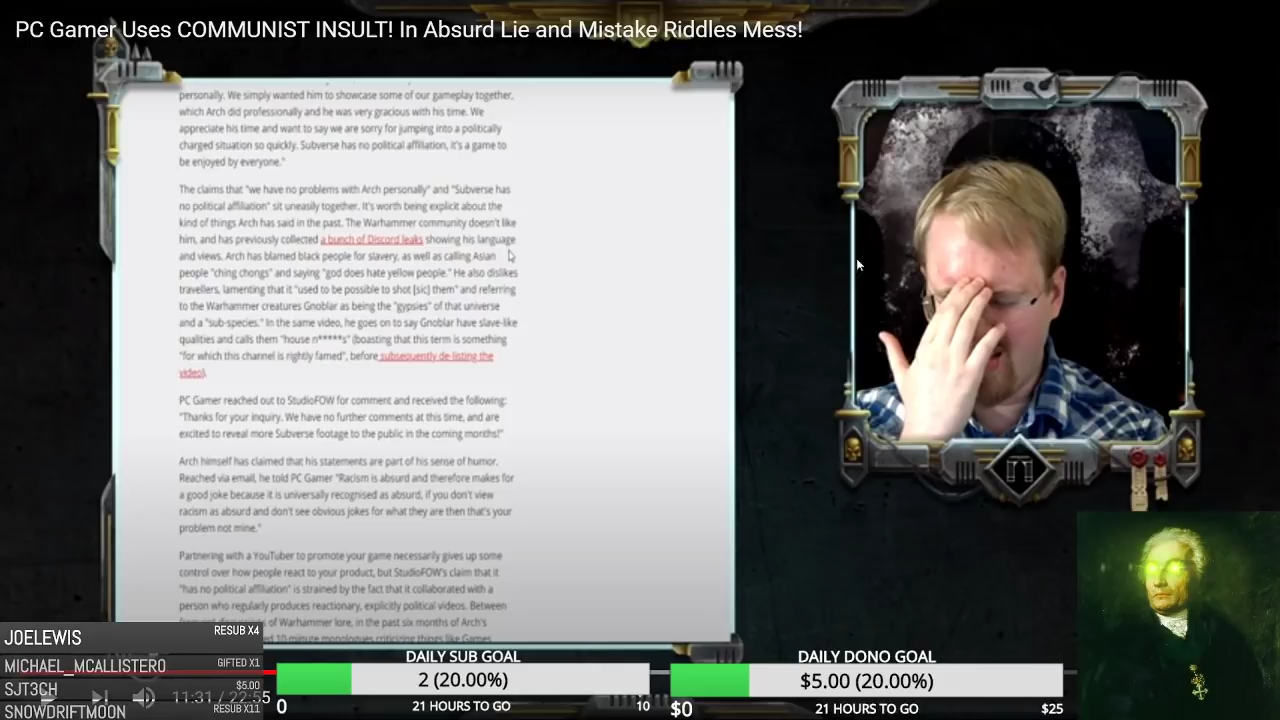 PC Gamer Uses COMMUNIST INSULT! In Absurd Lie and Mistake Riddles Mess!
personally. We simply wanted him to showcase some of our gameplay together,
which Arch did professionally and he was very gracious with his time. We
appreciate his time and want to say we are sorry for jumping into a politically
charged situation so quickly. Subverse has no political affiliation, it's a game to
be enjoyed by everyone."
The claims that "we have no problems with Arch personally" and "Subverse has
no political affiliation" sit uneasily together. It's worth being explicit about the
kind of things Arch has said in the past. The Warhammer community doesn't like
him, and has previously collected a bunch of Discord leaks showing his language
and views. Arch has blamed black people for slavery, as well as calling Asian
people "ching chongs" and saying "god does hate yellow people." He also dislikes
travellers, lamenting that it "used to be possible to shot [sic] them" and referring
to the Warhammer creatures Gnoblar as being the "gypsies" of that universe
and a "sub-species." In the same video, he goes on to say Gnoblar have slave-like
qualities and calls them "house n*****s" (boasting that this term is something
"for which this channel is rightly famed", before subsequently de-listing the
video).
PC Gamer reached out to StudioFOW for comment and received the following:
"Thanks for your inquiry. We have no further comments at this time, and are
excited to reveal more Subverse footage to the public in the coming months!"
Arch himself has claimed that his statements are part of his sense of humor.
Reached via email, he told PC Gamer "Racism is absurd and therefore makes for
a good joke because it is universally recognised as absurd, if you don't view
racism as absurd and don't see obvious jokes for what they are then that's your
problem not mine."
Partnering with a YouTuber to promote your game necessarily gives up some
control over how people react to your product, but StudioFOW's claim that it
"has no political affiliation" is strained by the fact that it collaborated with a
person who regularly produces reactionary, explicitly political videos. Between
of Warhammer lore, in the past six months of Arch's
10-minute monologues criticizing things like Games
JOELEWIS RESUB X4
MICHAEL_MCALLISTERO GIFTED X1
SJT3CH $5.00
11:31 / 22:55
SNOWDRIFTMOON RESUB X11
DAILY SUB GOAL
2 (20.00%)
0 21 HOURS TO GO 10
DAILY DONO GOAL
$5.00 (20.00%)
$0 21 HOURS TO GO $25